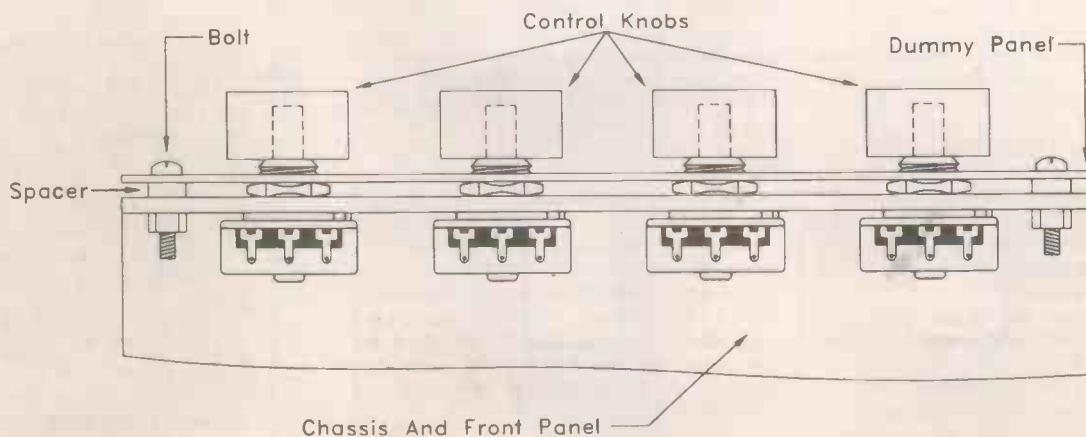 Control Knobs
Bolt
Dummy Panel
Spacer
Chassis And Front Panel